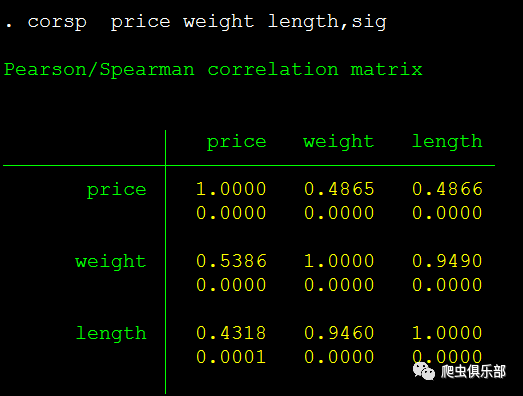 . corsp  price weight length,sig
Pearson/Spearman correlation matrix
price weight length
price 1.0000 0.4865 0.4866
0.0000 0.0000 0.0000
weight 0.5386 1.0000 0.9490
0.0000 0.0000 0.0000
length 0.4318 0.9460 1.0000
0.0001 0.0000 0.0000
爬虫俱乐部